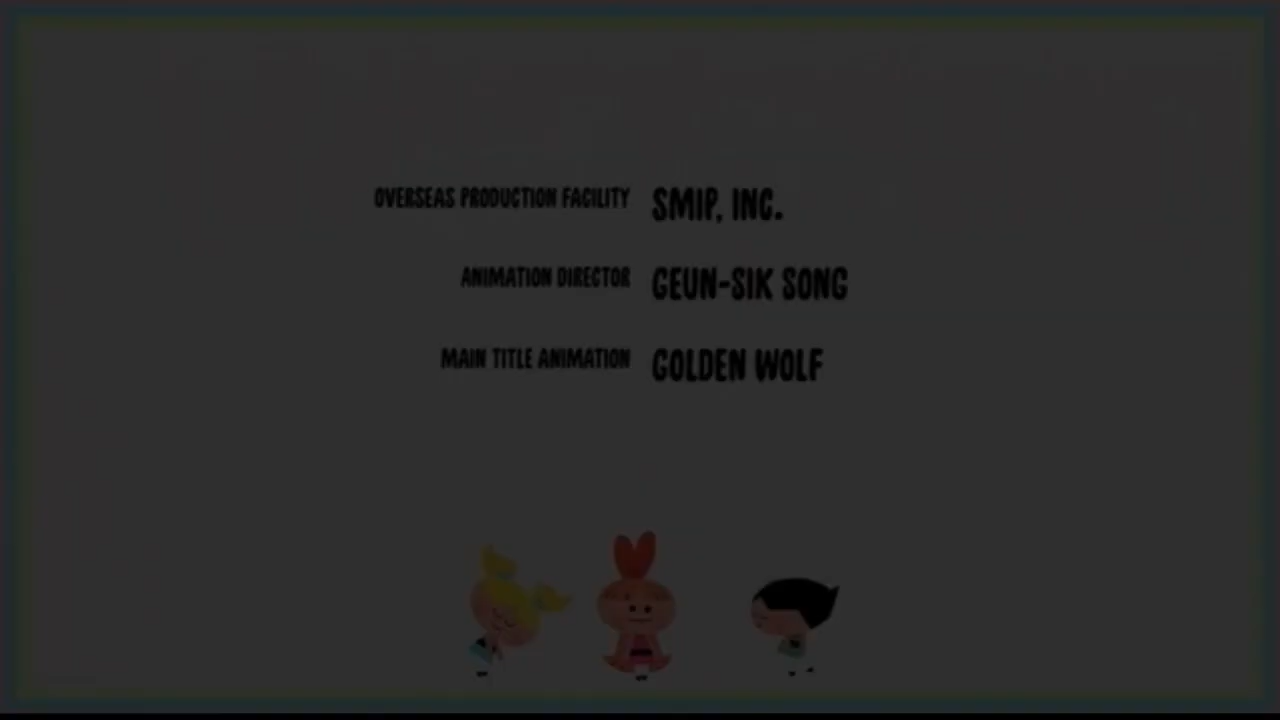 OVERSEAS PRODUCTION FACILITY SMIP, INC.
ANIMATION DIRECTOR GEUN-SIK SONG
MAIN TITLE ANIMATION GOLDEN WOLF